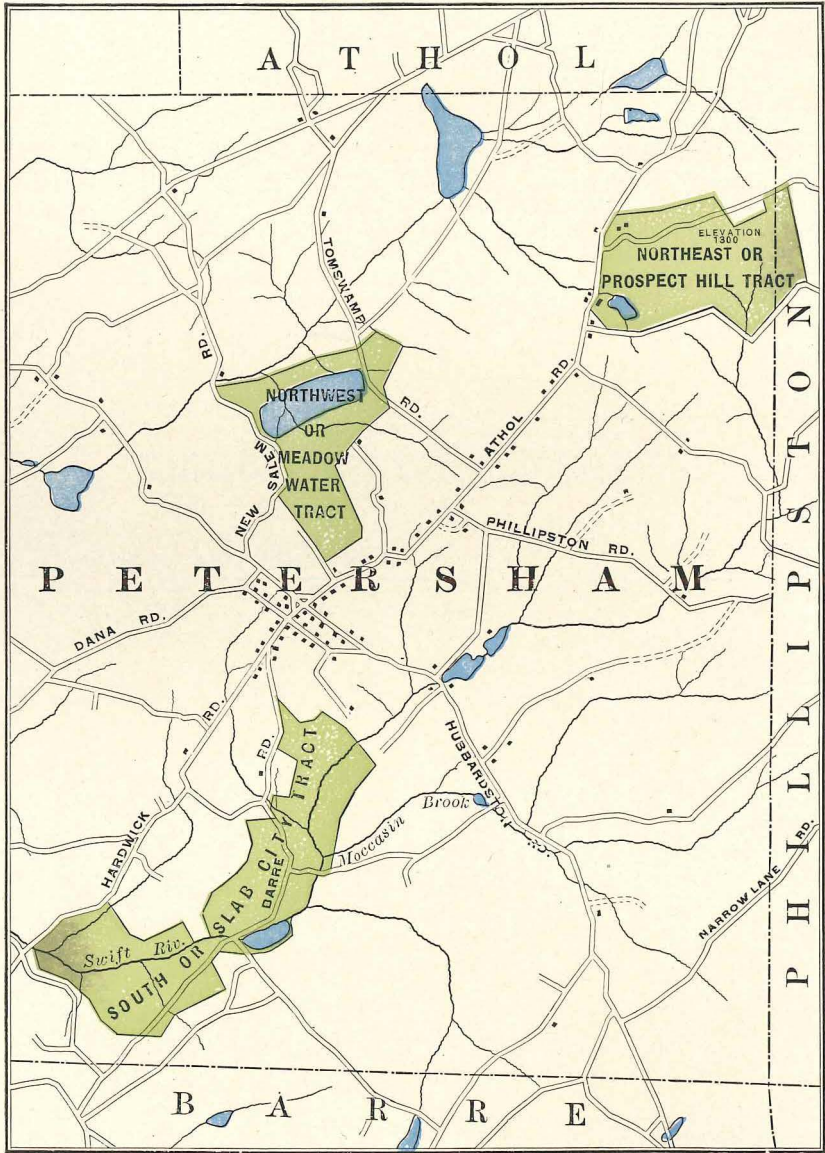 ATHOL
ELEVATION
1300
NORTHEAST OR
PROSPECT HILL TRACT
TOMSWAMP
RD.
RD.
NORTHWEST
OR
MEADOW
WATER
TRACT
NEW SALEM
RD.
ATHOL RD.
PHILLIPSTON RD.
PETERSHAM
PHILLIPSTON
DANA RD.
HARDWICK RD.
RD.
BARRE
SOUTH OR SLAB CITY TRACT
HUBBARDSTON RD.
Moccasin Brook
Swift Riv.
NARROW LANE RD.
BARRE